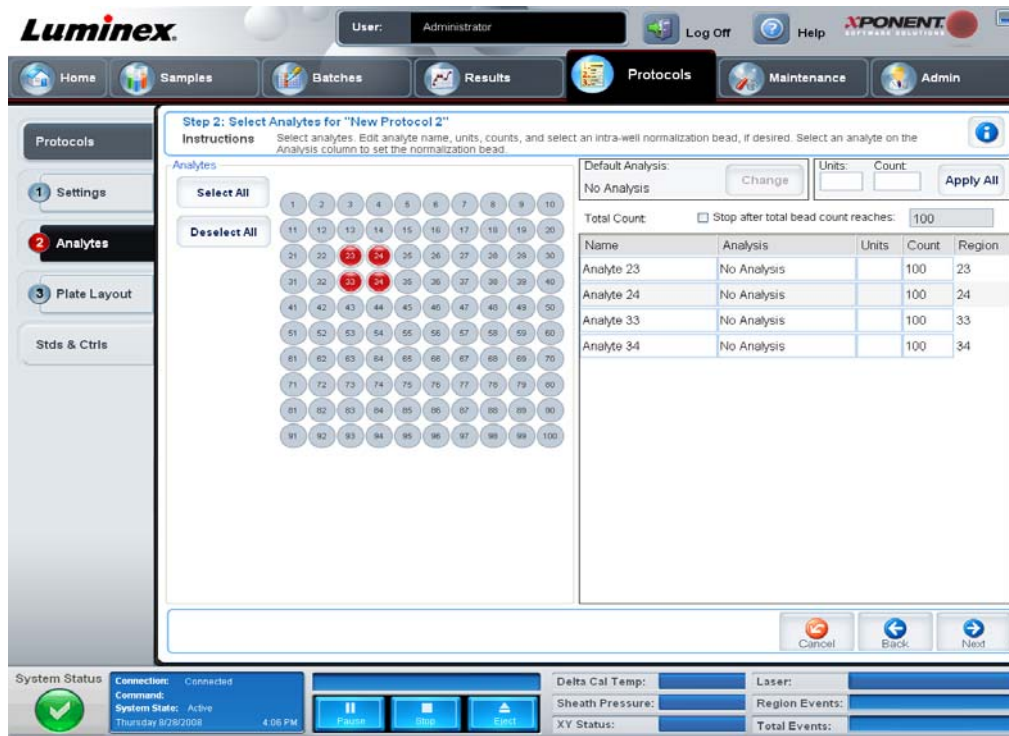 Luminex.
User: Administrator
Log Off
Help
XPONENT.
SOFTWARE SOLUTIONS
Home
Samples
Batches
Results
Protocols
Maintenance
Admin
Protocols
1 Settings
2 Analytes
3 Plate Layout
Stds & Ctrls
Step 2: Select Analytes for "New Protocol 2"
Instructions Select analytes. Edit analyte name, units, counts, and select an intra-well normalization bead, if desired. Select an analyte on the
Analysis column to set the normalization bead.
Analytes
Select All
Deselect All
1 2 3 4 5 6 7 8 9 10
11 12 13 14 15 16 17 18 19 20
21 22 23 24 25 26 27 28 29 30
31 32 33 34 35 36 37 38 39 40
41 42 43 44 45 46 47 48 49 50
51 52 53 54 55 56 57 58 59 60
61 62 63 64 65 66 67 68 69 70
71 72 73 74 75 76 77 78 79 80
81 82 83 84 85 86 87 88 89 90
91 92 93 94 95 96 97 98 99 100
Default Analysis:
No Analysis
Change
Units: Count:
Apply All
Total Count: Stop after total bead count reaches: 100
Name Analysis Units Count Region
Analyte 23 No Analysis 100 23
Analyte 24 No Analysis 100 24
Analyte 33 No Analysis 100 33
Analyte 34 No Analysis 100 34
Cancel
Back
Next
System Status
Connection: Connected
Command:
System State: Active
Thursday 8/28/2008 4:06 PM
Pause
Stop
Eject
Delta Cal Temp:
Sheath Pressure:
XY Status:
Laser:
Region Events:
Total Events: